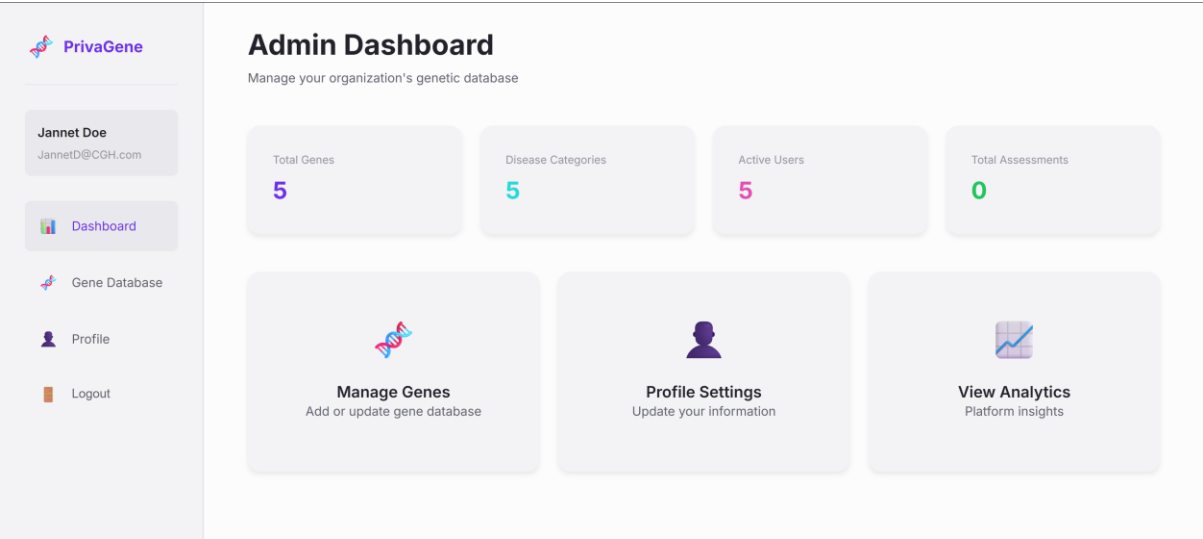 PrivaGene
Jannet Doe
JannetD@CGH.com
Dashboard
Gene Database
Profile
Logout
Admin Dashboard
Manage your organization's genetic database
Total Genes
5
Disease Categories
5
Active Users
5
Total Assessments
0
Manage Genes
Add or update gene database
Profile Settings
Update your information
View Analytics
Platform insights